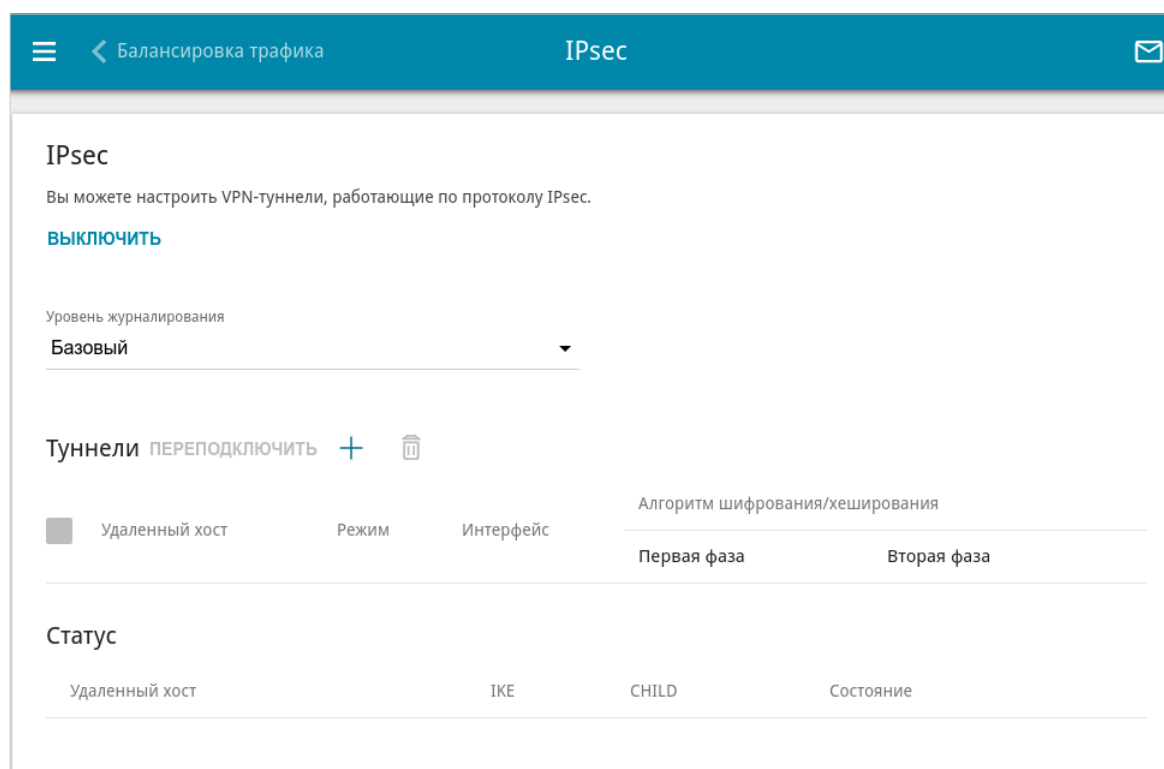 Балансировка трафика
IPsec
IPsec
Вы можете настроить VPN-туннели, работающие по протоколу IPsec.
ВЫКЛЮЧИТЬ
Уровень журналирования
Базовый
Туннели ПЕРЕПОДКЛЮЧИТЬ
Алгоритм шифрования/хеширования
Удаленный хост Режим Интерфейс
Первая фаза Вторая фаза
Статус
Удаленный хост IKE CHILD Состояние